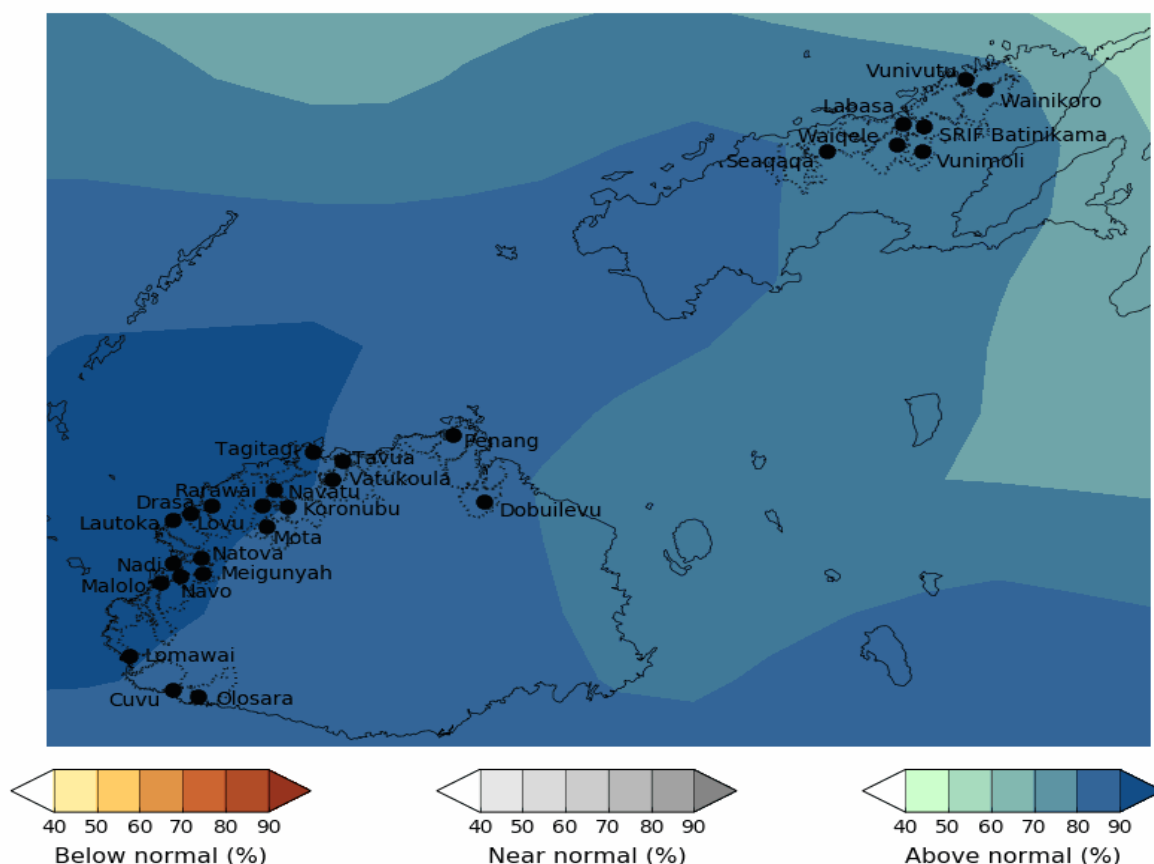 Vunivutu
Wainikoro
Labasa
SRIF Batinikama
Waiqele
Seaqaqa
Vunimoli
Penang
Tagitagi
Tavua
Vatukoula
Rarawai
Navatu
Drasa
Koronubu
Dobuilevu
Lautoka
Lovu
Mota
Natova
Nadi
Meigunyah
Malolo
Navo
Lomawai
Cuvu
Olosara
40 50 60 70 80 90
Below normal (%)
40 50 60 70 80 90
Near normal (%)
40 50 60 70 80 90
Above normal (%)